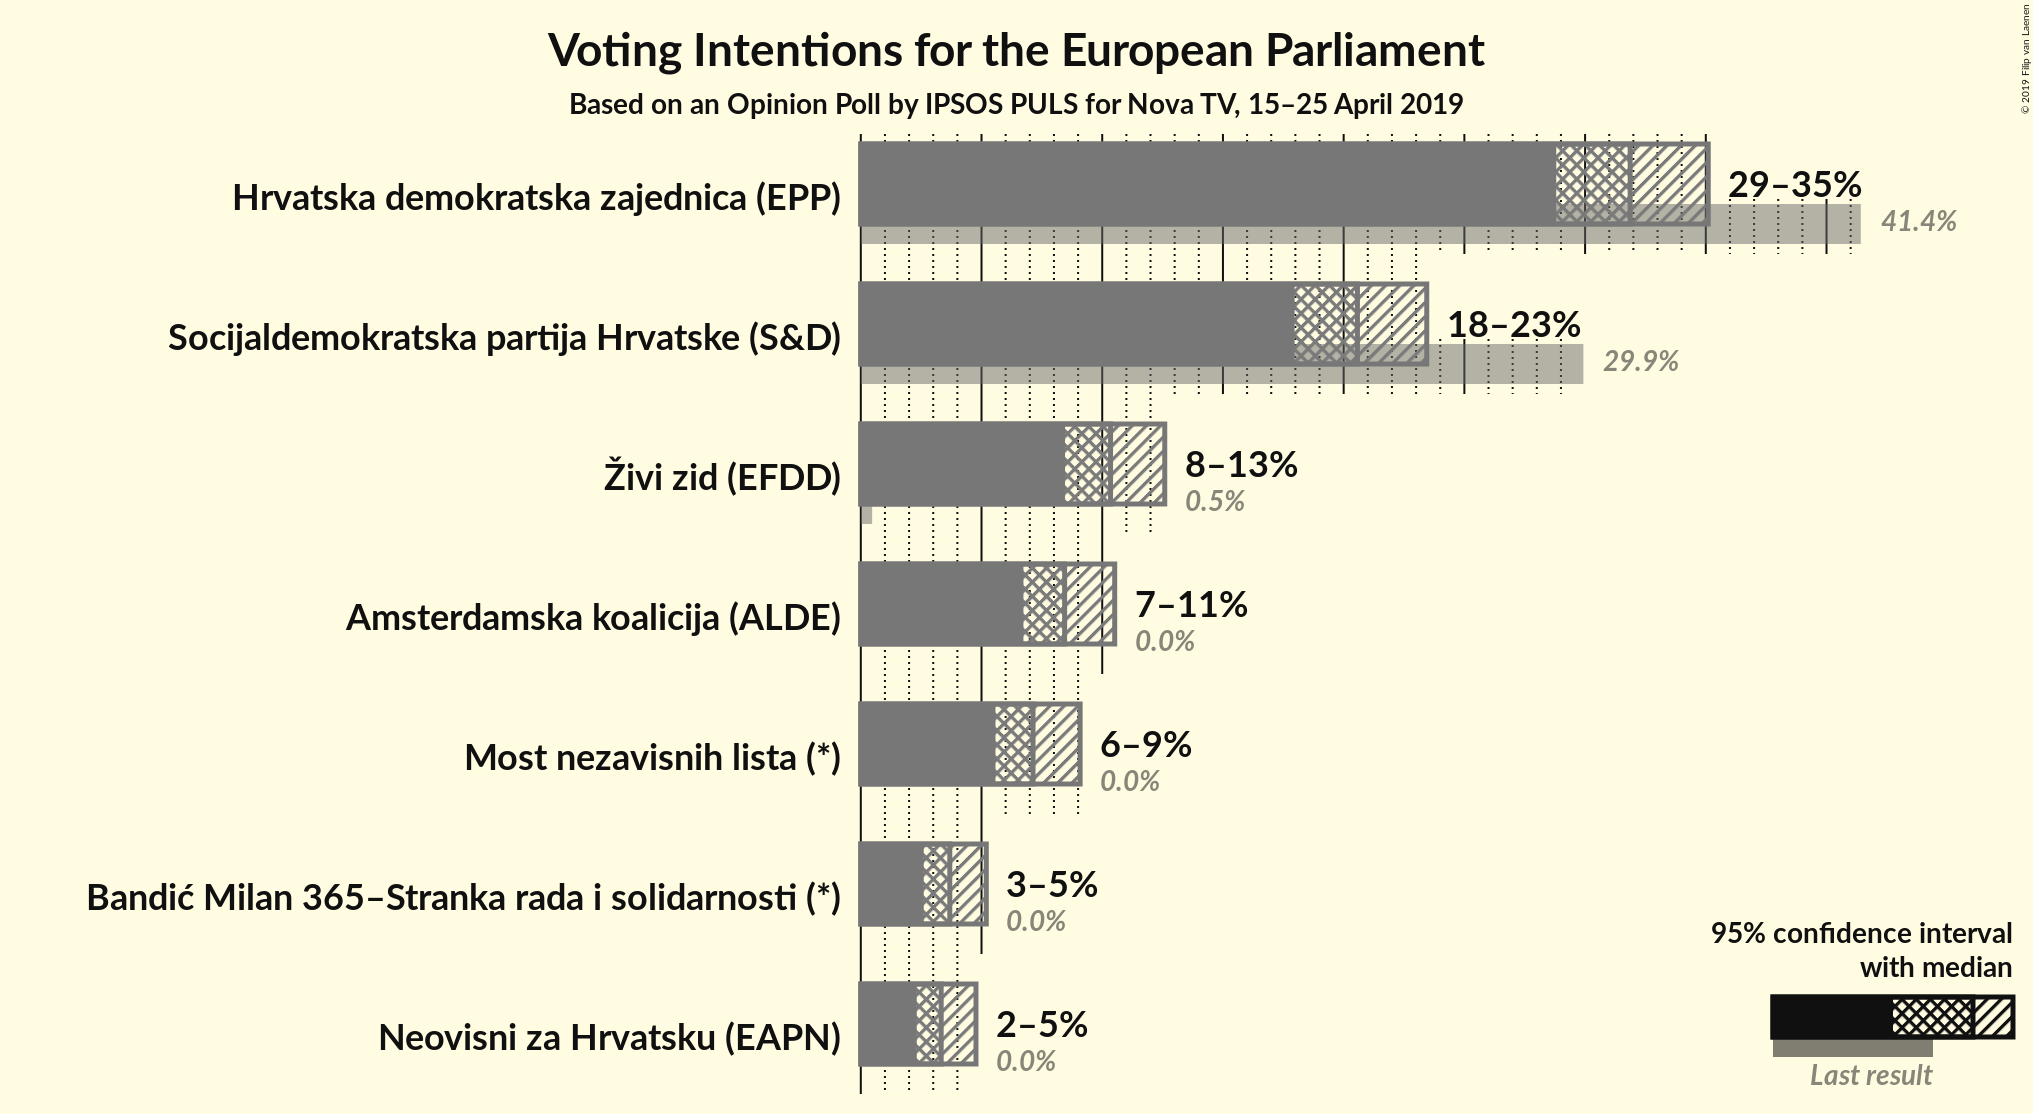 Voting Intentions for the European Parliament
Based on an Opinion Poll by IPSOS PULS for Nova TV, 15–25 April 2019
© 2019 Filip van Laenen
Hrvatska demokratska zajednica (EPP)
29–35%
41.4%
Socijaldemokratska partija Hrvatske (S&D)
18–23%
29.9%
Živi zid (EFDD)
8–13%
0.5%
Amsterdamska koalicija (ALDE)
7–11%
0.0%
Most nezavisnih lista (*)
6–9%
0.0%
Bandić Milan 365–Stranka rada i solidarnosti (*)
3–5%
0.0%
Neovisni za Hrvatsku (EAPN)
2–5%
0.0%
95% confidence interval
with median
Last result